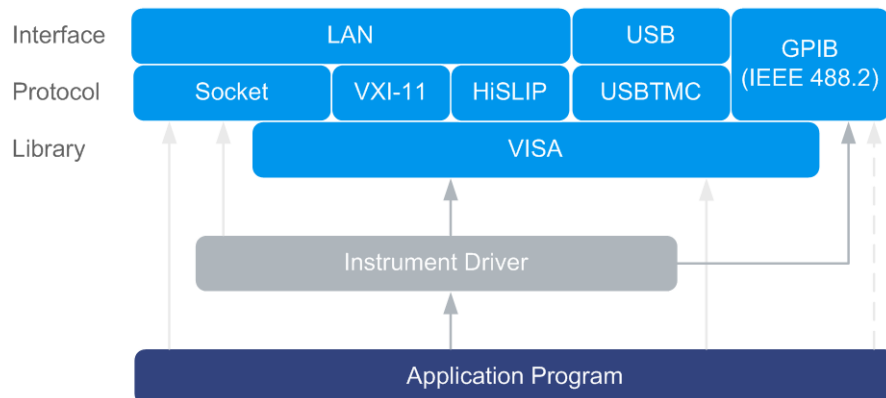 Interface
LAN
USB
GPIB
(IEEE 488.2)
Protocol
Socket
VXI-11
HiSLIP
USBTMC
Library
VISA
Instrument Driver
Application Program